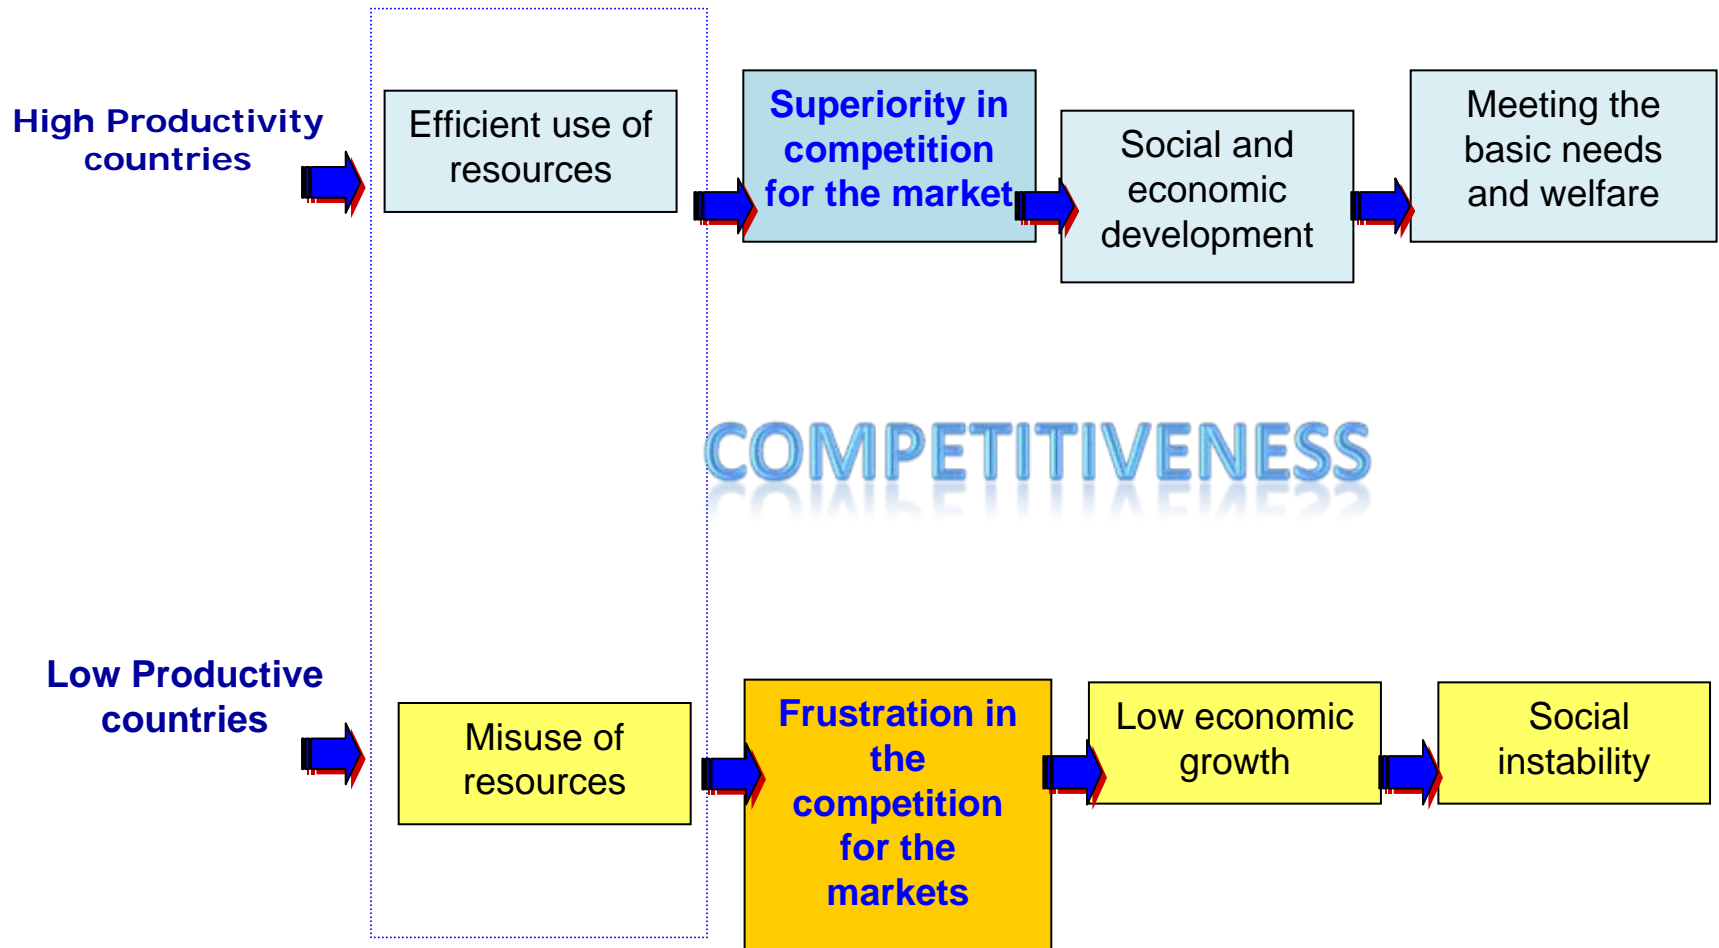 High Productivity
countries
Efficient use of
resources
Superiority in
competition
for the market
Social and
economic
development
Meeting the
basic needs
and welfare
COMPETITIVENESS
Low Productive
countries
Misuse of
resources
Frustration in
the
competition
for the
markets
Low economic
growth
Social
instability